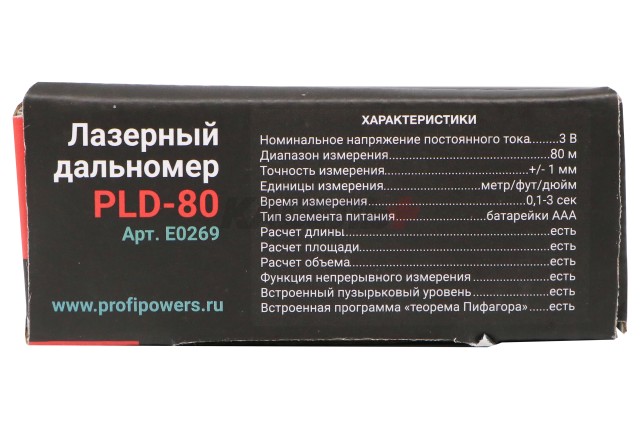 Лазерный
дальномер
PLD-80
Арт. E0269
www.profipowers.ru
ХАРАКТЕРИСТИКИ
Номинальное напряжение постоянного тока........3 В
Диапазон измерения................................80 м
Точность измерения............................+/- 1 мм
Единицы измерения...................метр/фут/дюйм
Время измерения..............................0,1-3 сек
Тип элемента питания..................батарейки ААА
Расчет длины........................................есть
Расчет площади.....................................есть
Расчет объема.......................................есть
Функция непрерывного измерения................есть
Встроенный пузырьковый уровень................есть
Встроенная программа «теорема Пифагора»......есть